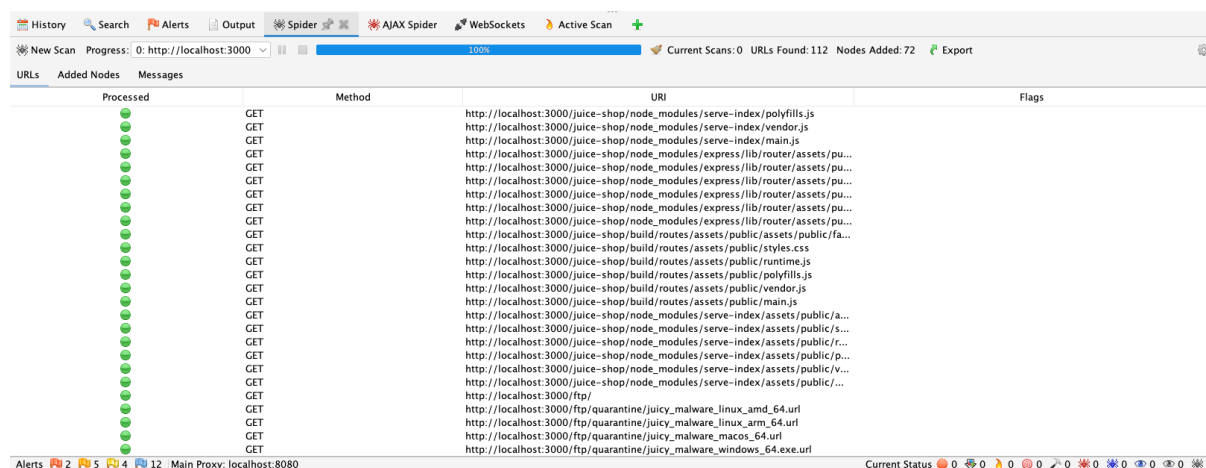 History Search Alerts Output Spider AJAX Spider WebSockets Active Scan
New Scan Progress: 0: http://localhost:3000 100% Current Scans: 0 URLs Found: 112 Nodes Added: 72 Export
URLs Added Nodes Messages
Processed Method URI Flags
GET http://localhost:3000/juice-shop/node_modules/serve-index/polyfills.js
GET http://localhost:3000/juice-shop/node_modules/serve-index/vendor.js
GET http://localhost:3000/juice-shop/node_modules/serve-index/main.js
GET http://localhost:3000/juice-shop/node_modules/express/lib/router/assets/pu...
GET http://localhost:3000/juice-shop/node_modules/express/lib/router/assets/pu...
GET http://localhost:3000/juice-shop/node_modules/express/lib/router/assets/pu...
GET http://localhost:3000/juice-shop/node_modules/express/lib/router/assets/pu...
GET http://localhost:3000/juice-shop/node_modules/express/lib/router/assets/pu...
GET http://localhost:3000/juice-shop/node_modules/express/lib/router/assets/pu...
GET http://localhost:3000/juice-shop/build/routes/assets/public/assets/public/fa...
GET http://localhost:3000/juice-shop/build/routes/assets/public/styles.css
GET http://localhost:3000/juice-shop/build/routes/assets/public/runtime.js
GET http://localhost:3000/juice-shop/build/routes/assets/public/polyfills.js
GET http://localhost:3000/juice-shop/build/routes/assets/public/vendor.js
GET http://localhost:3000/juice-shop/build/routes/assets/public/main.js
GET http://localhost:3000/juice-shop/node_modules/serve-index/assets/public/a...
GET http://localhost:3000/juice-shop/node_modules/serve-index/assets/public/s...
GET http://localhost:3000/juice-shop/node_modules/serve-index/assets/public/r...
GET http://localhost:3000/juice-shop/node_modules/serve-index/assets/public/p...
GET http://localhost:3000/juice-shop/node_modules/serve-index/assets/public/v...
GET http://localhost:3000/juice-shop/node_modules/serve-index/assets/public/...
GET http://localhost:3000/ftp/
GET http://localhost:3000/ftp/quarantine/juicy_malware_linux_amd_64.url
GET http://localhost:3000/ftp/quarantine/juicy_malware_linux_arm_64.url
GET http://localhost:3000/ftp/quarantine/juicy_malware_macos_64.url
GET http://localhost:3000/ftp/quarantine/juicy_malware_windows_64.exe.url
Alerts 2 5 4 12 Main Proxy: localhost:8080 Current Status 0 0 0 0 0 0 0 0 0